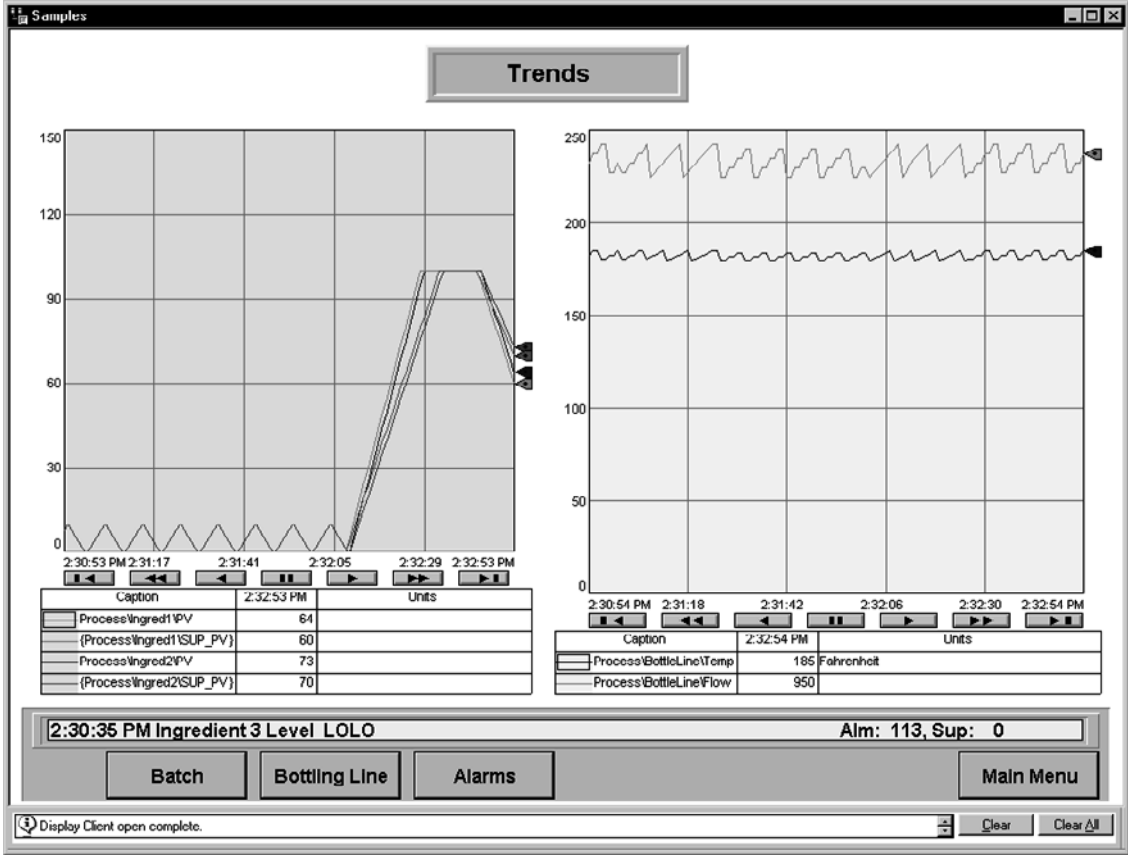 Samples
Trends
150
120
90
60
30
0
2:30:53 PM 2:31:17 2:31:41 2:32:05 2:32:29 2:32:53 PM
Caption 2:32:53 PM Units
Process\Ingred1\PV 64
{Process\Ingred1\SUP_PV} 60
Process\Ingred2\PV 73
{Process\Ingred2\SUP_PV} 70
250
200
150
100
50
0
2:30:54 PM 2:31:18 2:31:42 2:32:06 2:32:30 2:32:54 PM
Caption 2:32:54 PM Units
Process\BottleLine\Temp 185 Fahrenheit
Process\BottleLine\Flow 950
2:30:35 PM Ingredient 3 Level LOLO Alm: 113, Sup: 0
Batch Bottling Line Alarms Main Menu
Display Client open complete. Clear Clear All